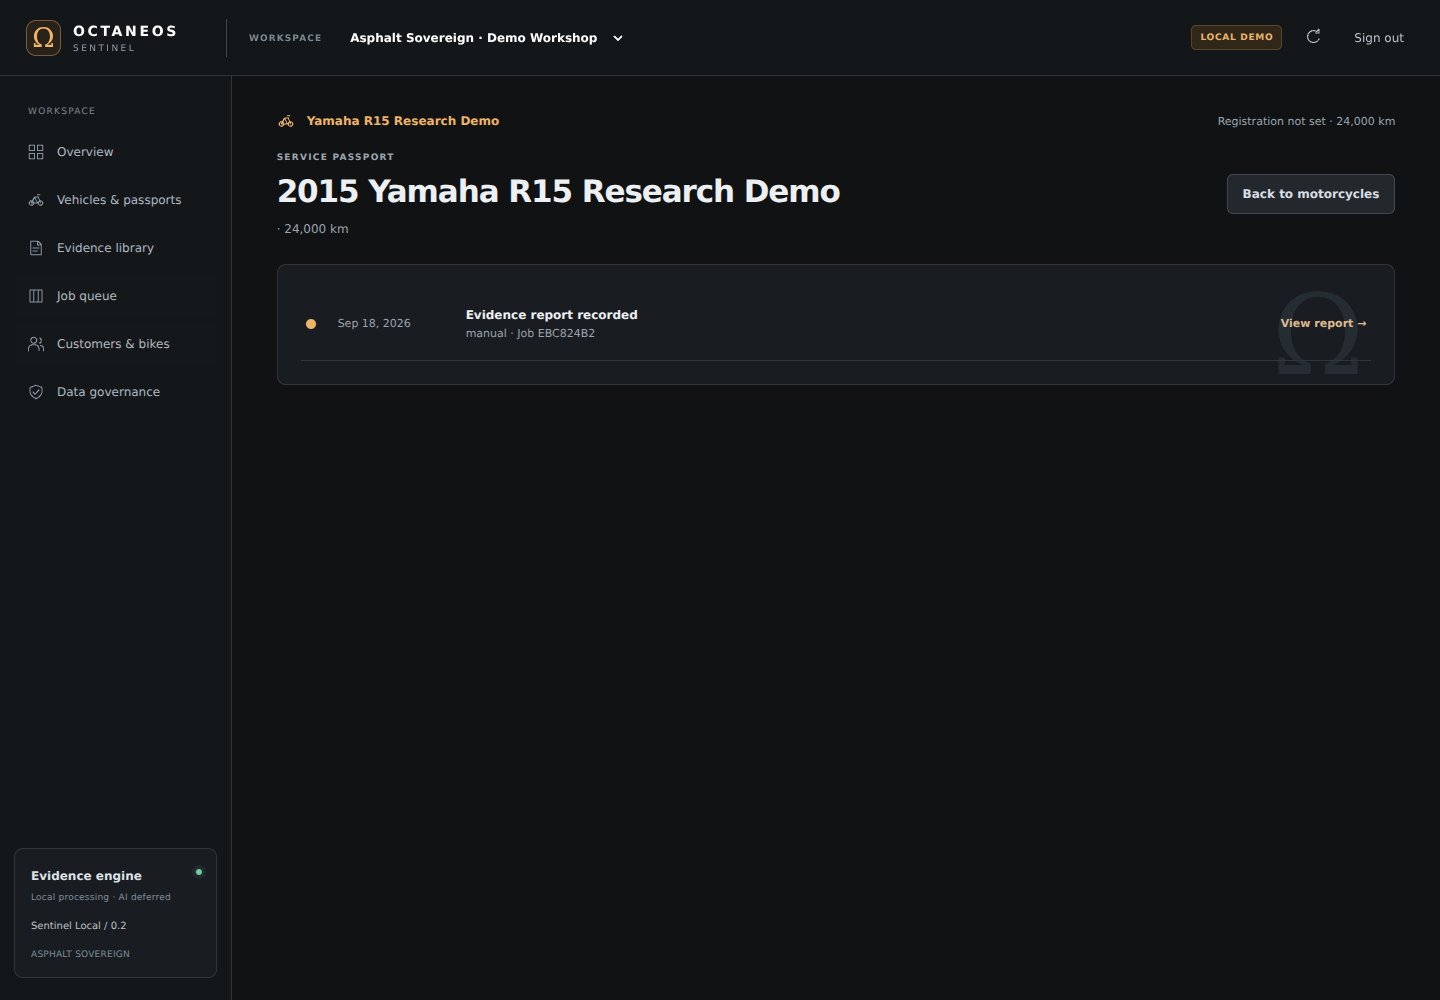 Ω OCTANEOS
SENTINEL
WORKSPACE Asphalt Sovereign · Demo Workshop
LOCAL DEMO
Sign out
WORKSPACE
Overview
Vehicles & passports
Evidence library
Job queue
Customers & bikes
Data governance
Evidence engine
Local processing · AI deferred
Sentinel Local / 0.2
ASPHALT SOVEREIGN
Yamaha R15 Research Demo
Registration not set · 24,000 km
SERVICE PASSPORT
2015 Yamaha R15 Research Demo
Back to motorcycles
· 24,000 km
Sep 18, 2026
Evidence report recorded
manual · Job EBC824B2
View report →
Ω